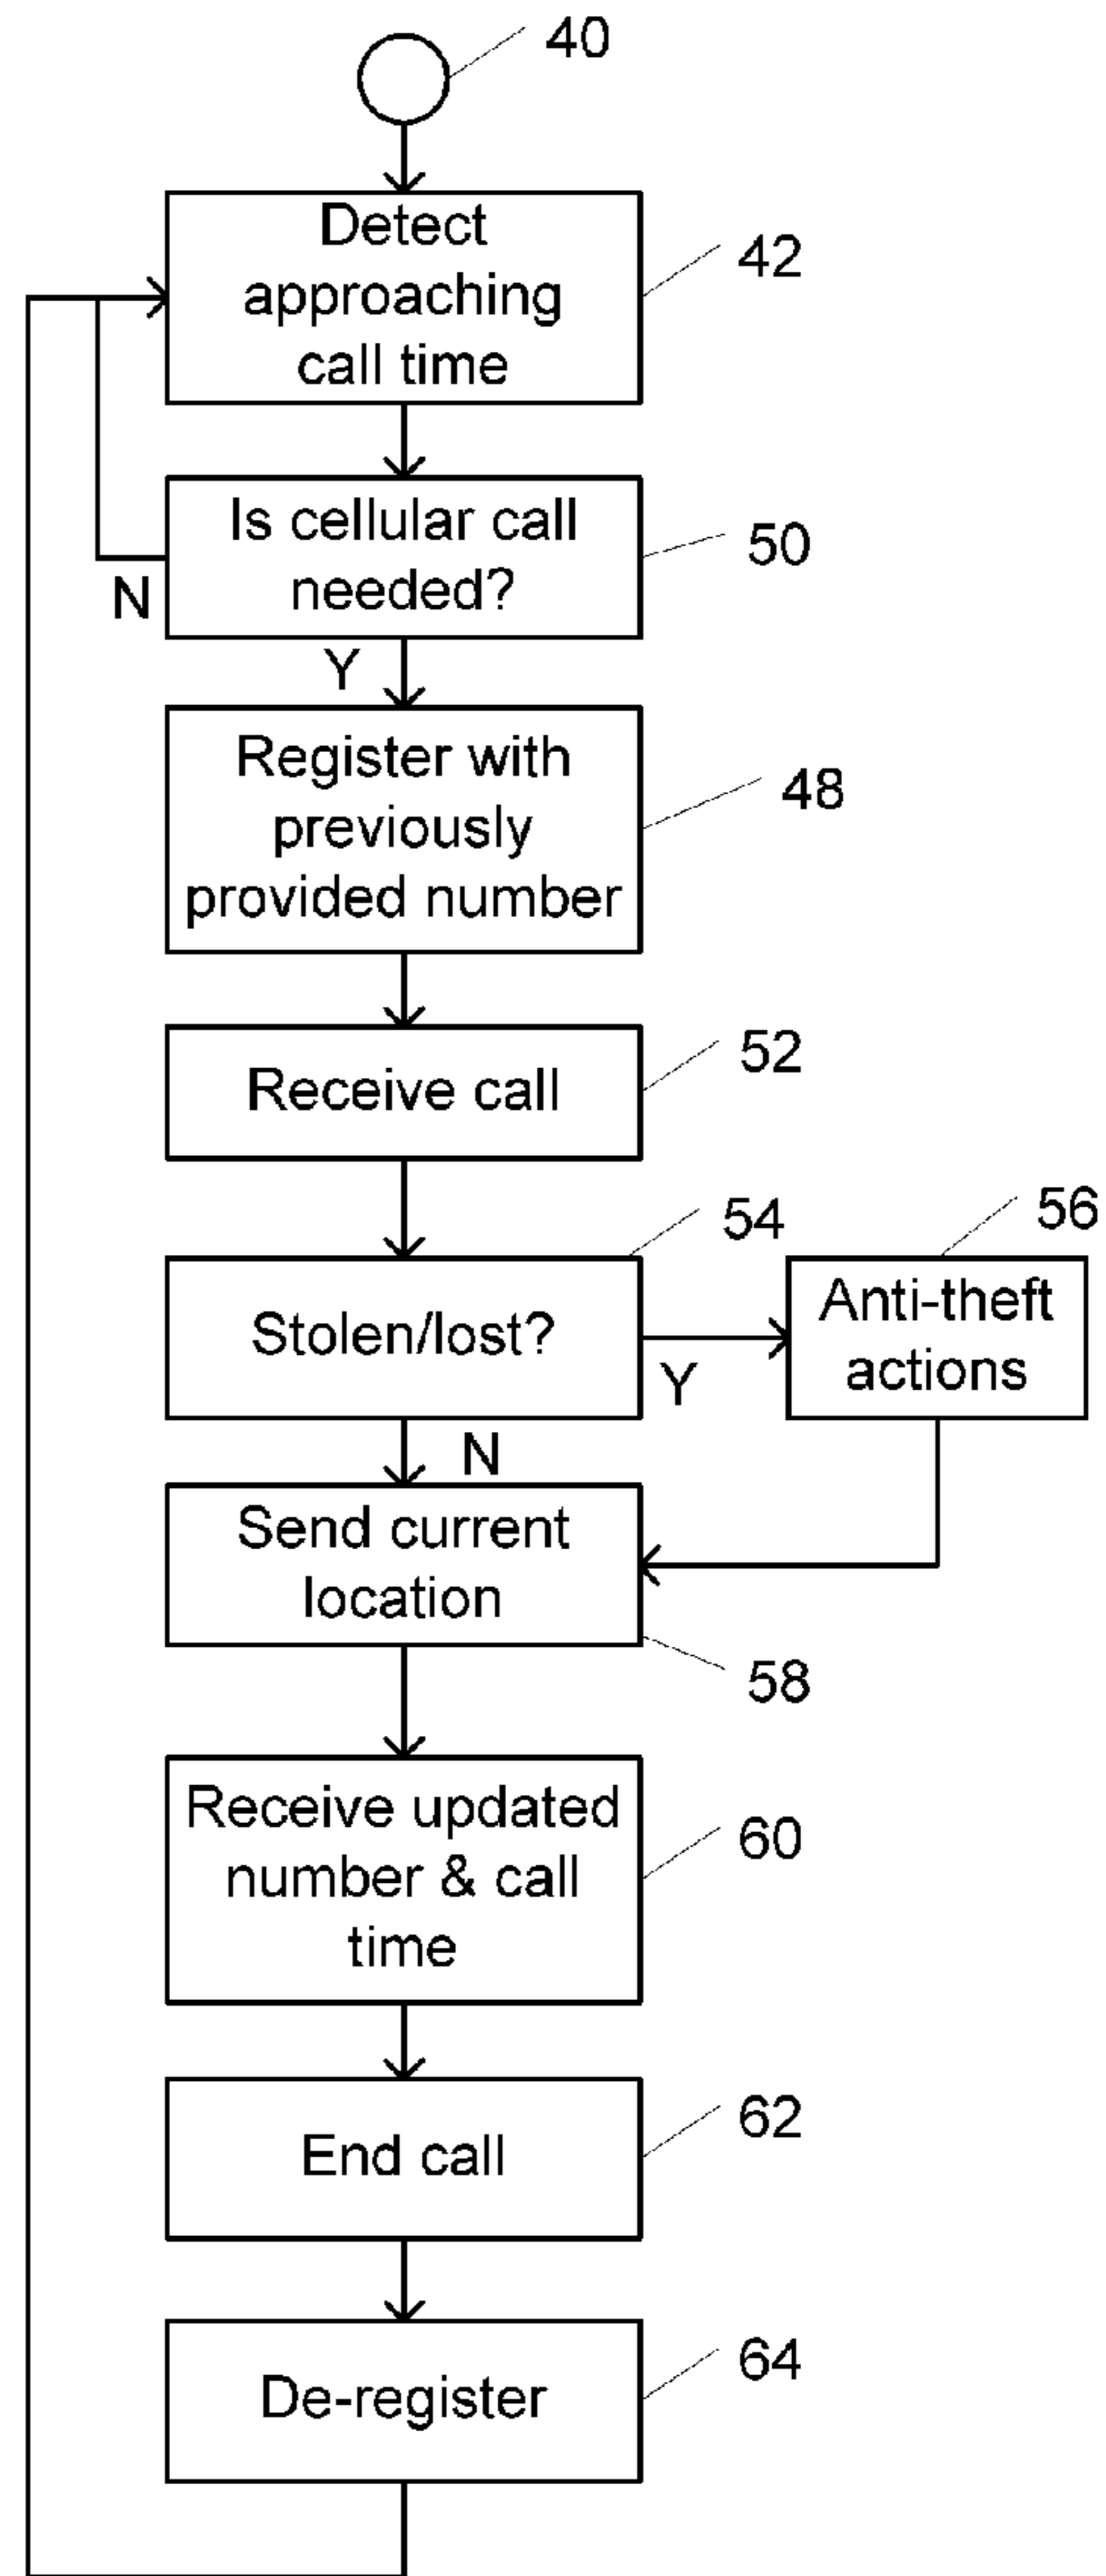 40
Detect
approaching
call time
42
Is cellular call
needed?
50
N
Y
Register with
previously
provided number
48
Receive call
52
54
56
Stolen/lost?
Y
Anti-theft
actions
N
Send current
location
58
Receive updated
number & call
time
60
End call
62
De-register
64